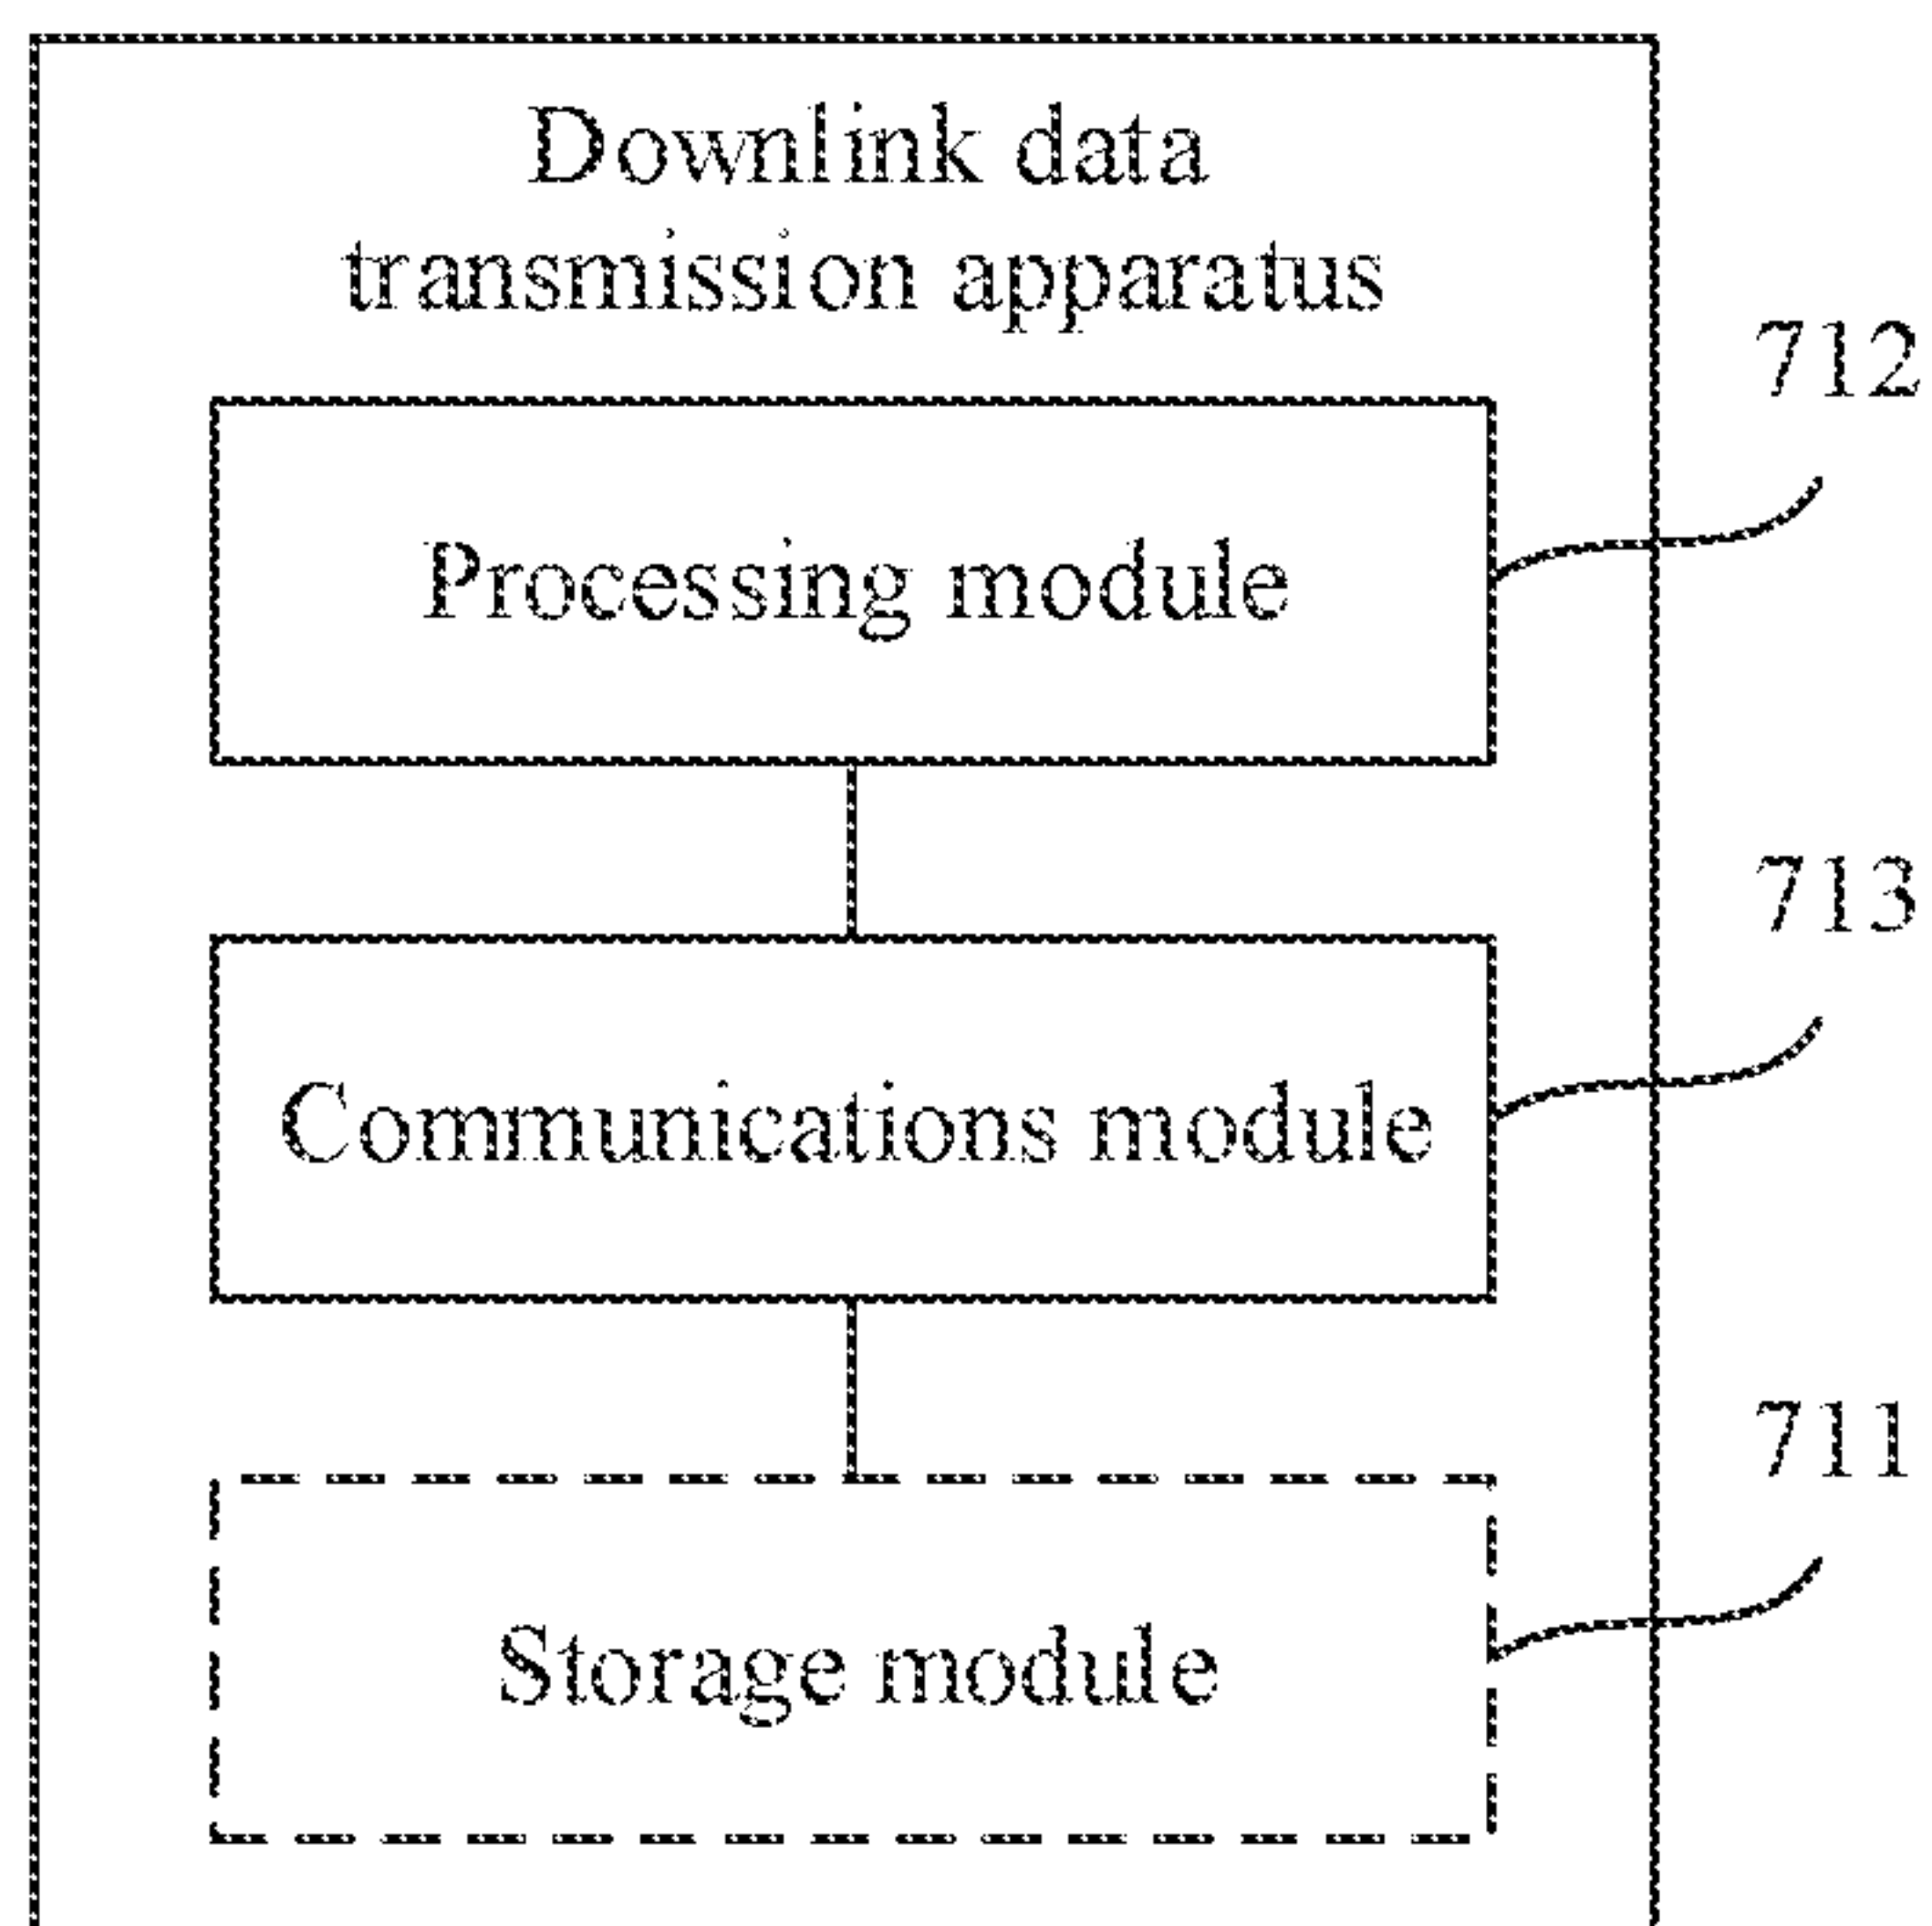 Downlink data
transmission apparatus
712
Processing module
713
Communications module
711
Storage module